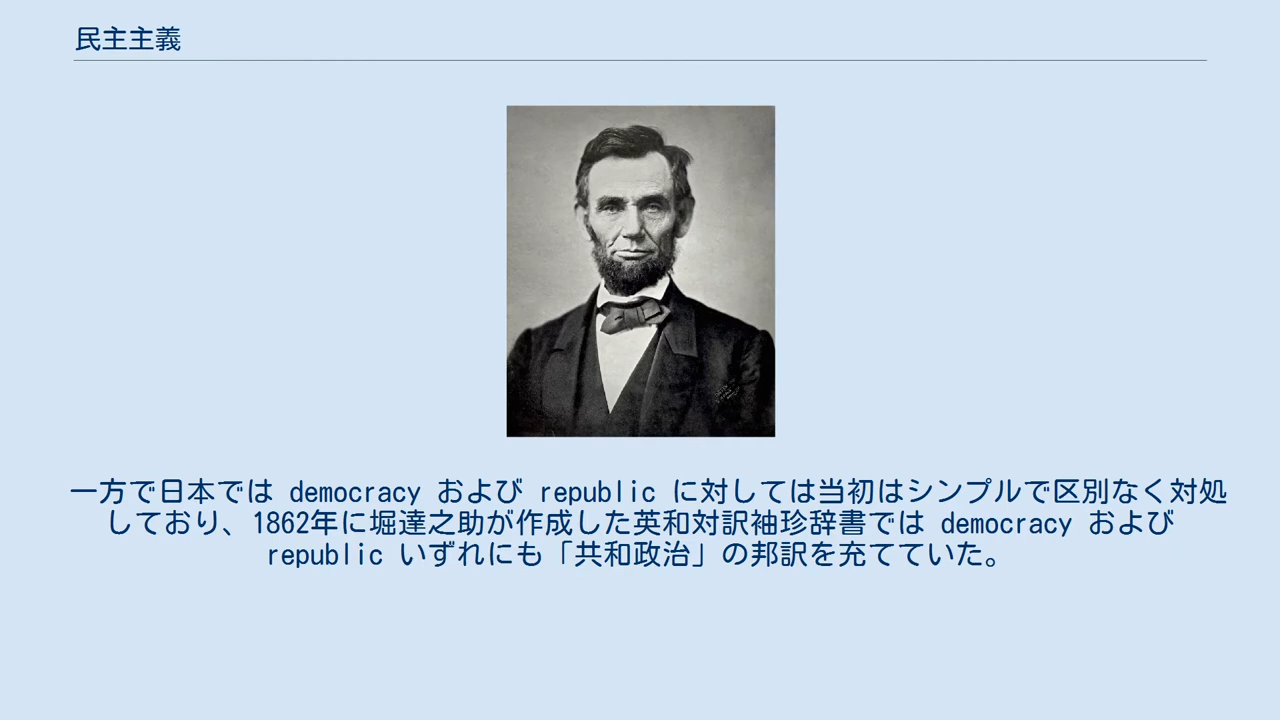 民主主義
一方で日本では democracy および republic に対しては当初はシンプルで区別なく対処
しており、1862年に堀達之助が作成した英和対訳袖珍辞書では democracy および
republic いずれにも「共和政治」の邦訳を充てていた。